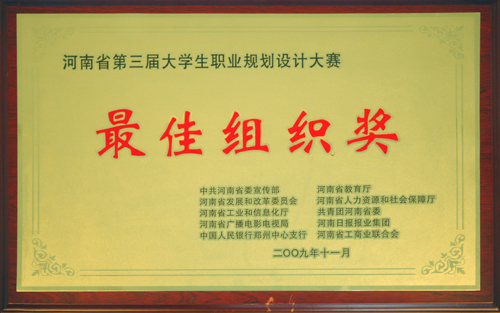 河南省第三届大学生职业规划设计大赛
最佳组织奖
中共河南省委宣传部 河南省教育厅
河南省发展和改革委员会 河南省人力资源和社会保障厅
河南省工业和信息化厅 共青团河南省委
河南省广播电影电视局 河南日报报业集团
中国人民银行郑州中心支行 河南省工商业联合会
二〇〇九年十一月